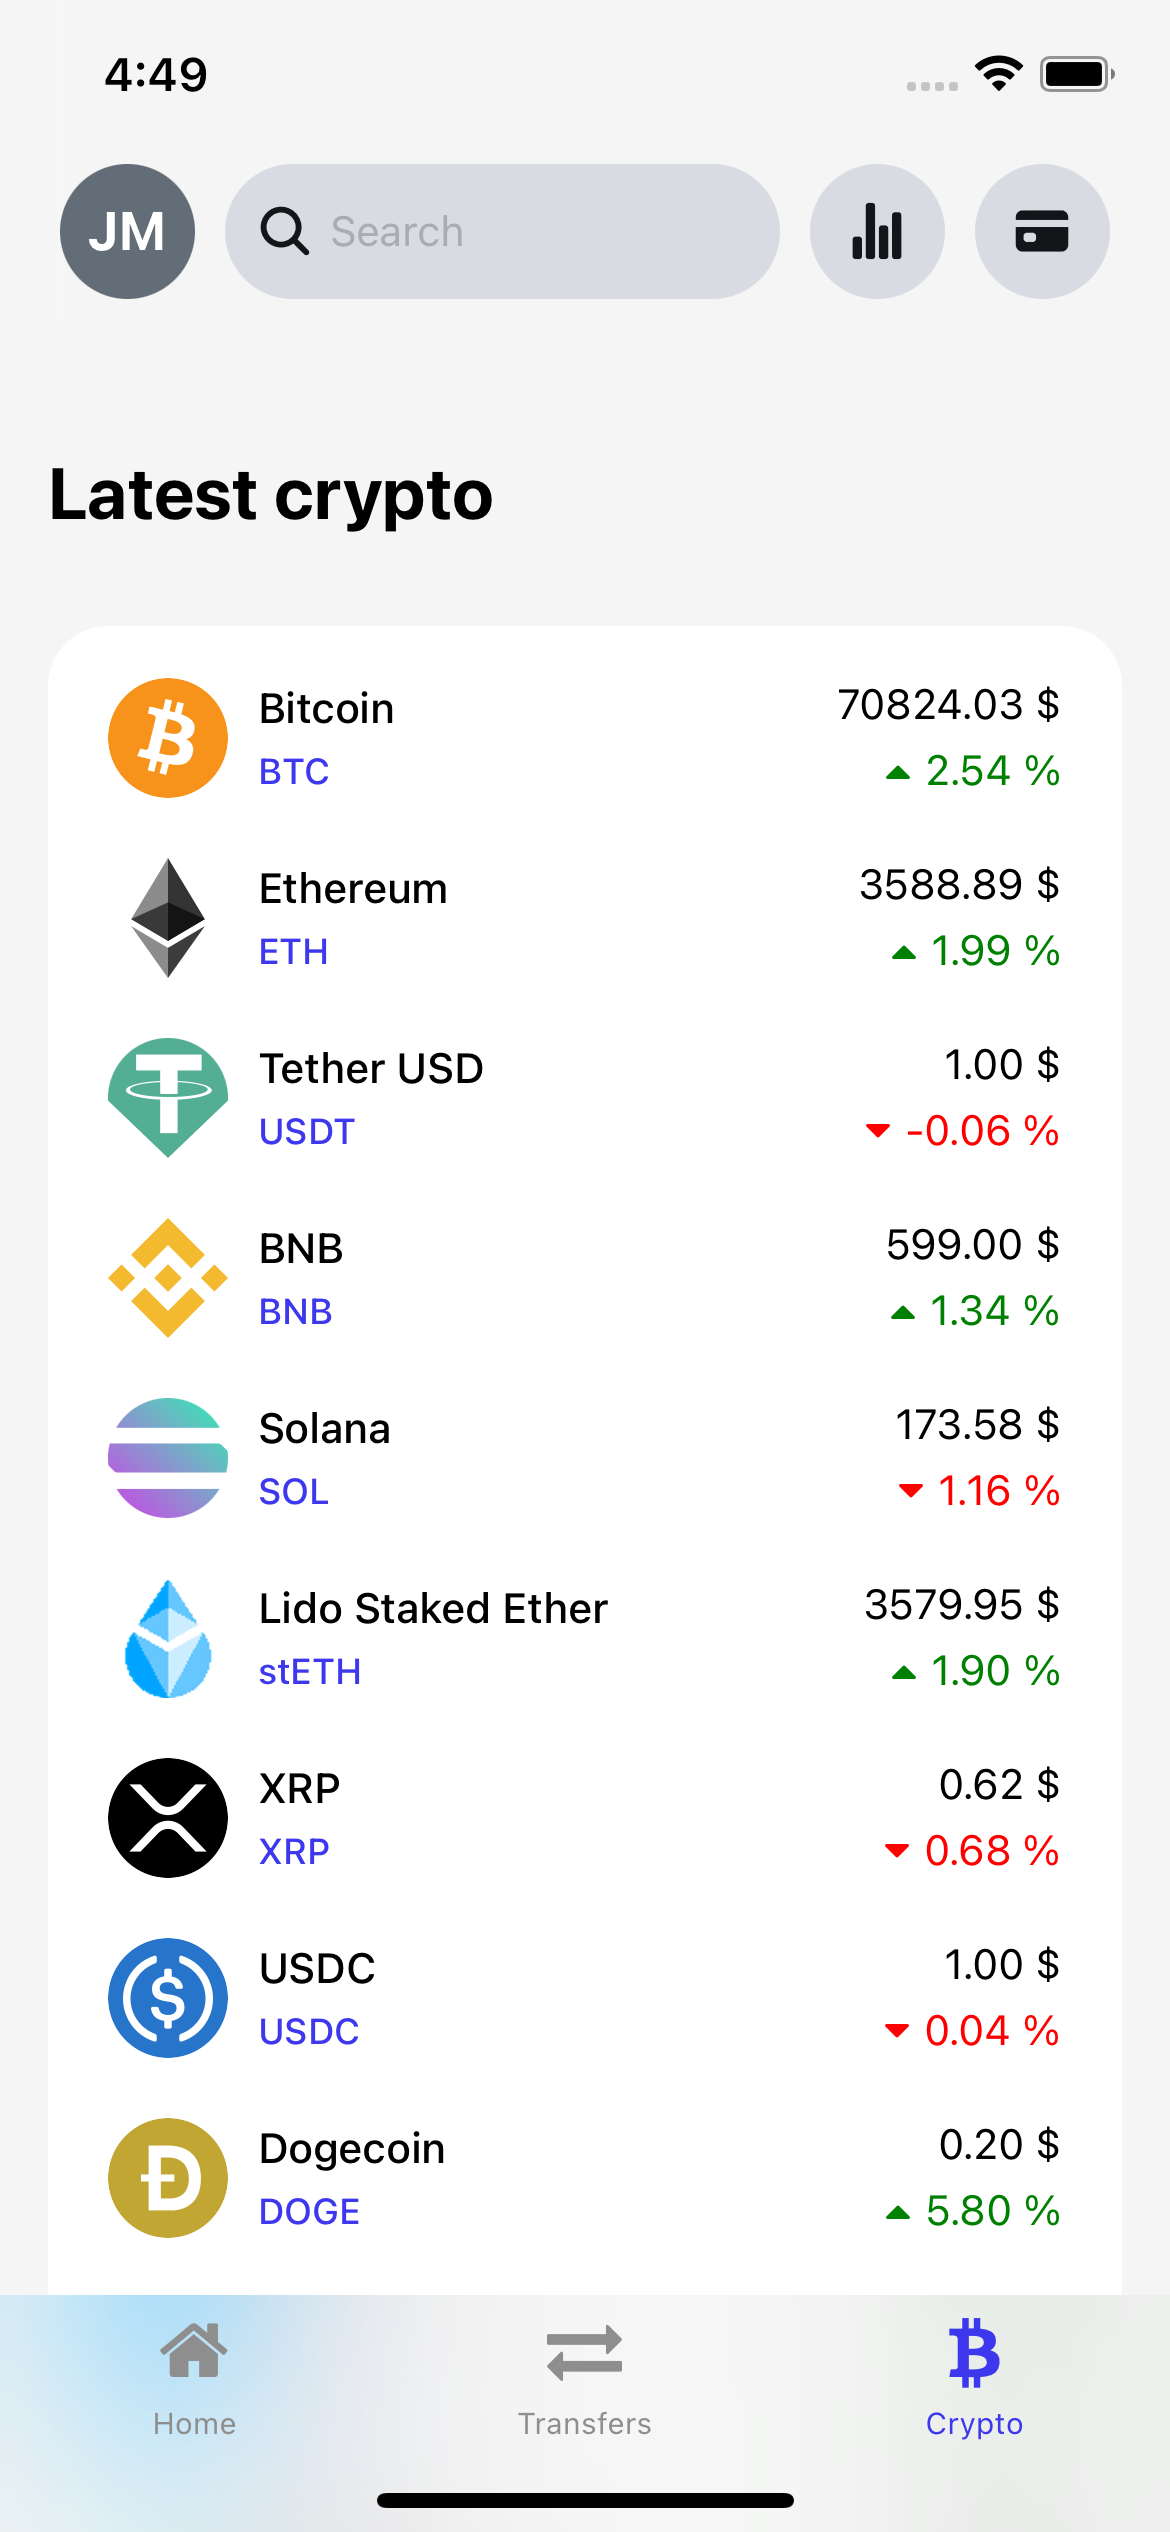 4:49
JM
Search
Latest crypto
Bitcoin
70824.03 $
BTC
2.54 %
Ethereum
3588.89 $
ETH
1.99 %
Tether USD
1.00 $
USDT
-0.06 %
BNB
599.00 $
BNB
1.34 %
Solana
173.58 $
SOL
1.16 %
Lido Staked Ether
3579.95 $
stETH
1.90 %
XRP
0.62 $
XRP
0.68 %
USDC
1.00 $
USDC
0.04 %
Dogecoin
0.20 $
DOGE
5.80 %
Home
Transfers
Crypto